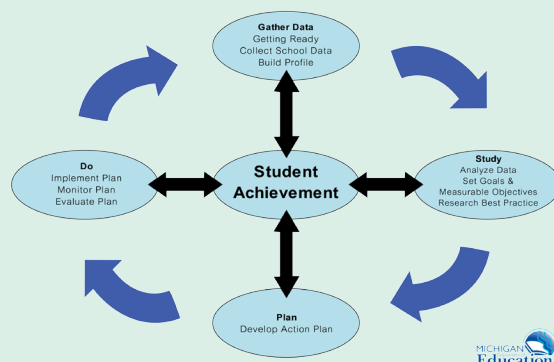 Gather Data
Getting Ready
Collect School Data
Build Profile
Do
Implement Plan
Monitor Plan
Evaluate Plan
Student
Achievement
Study
Analyze Data
Set Goals &
Measurable Objectives
Research Best Practice
Plan
Develop Action Plan
MICHIGAN
Education